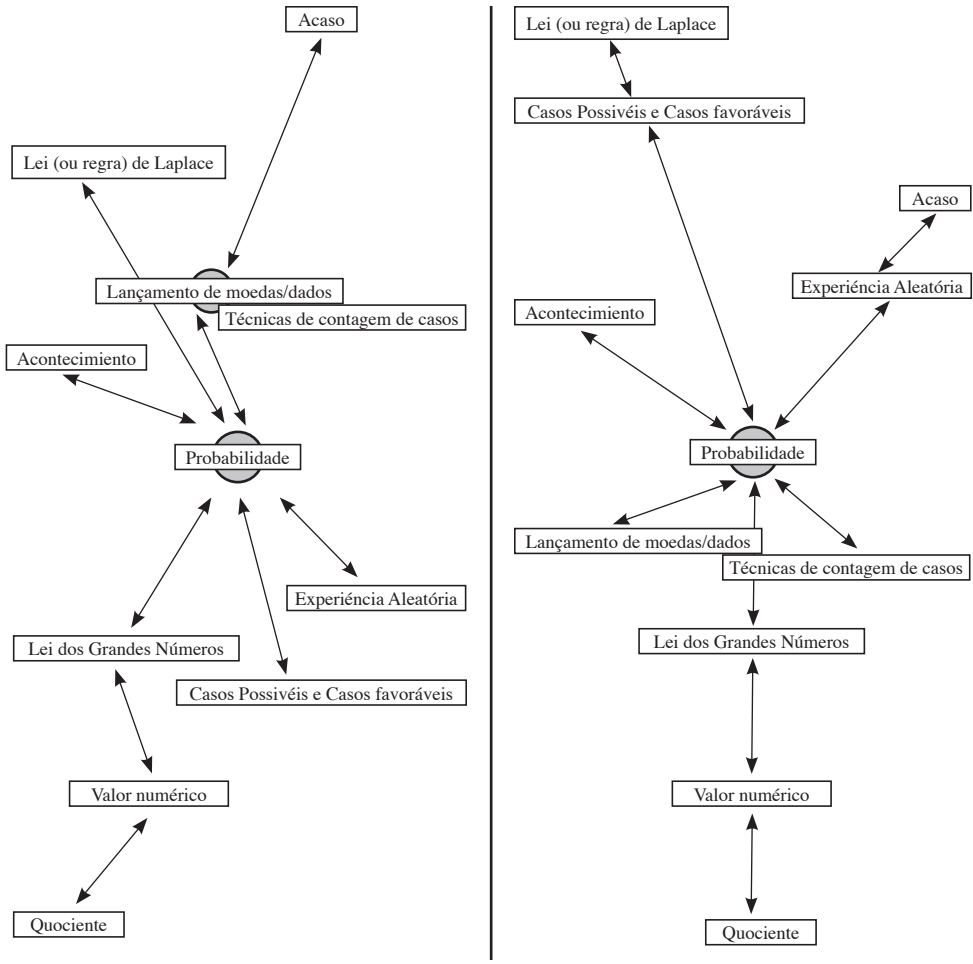 Acaso
Lei (ou regra) de Laplace
Lançamento de moedas/dados
Técnicas de contagem de casos
Acontecimiento
Probabilidade
Experiéncia Aleatória
Lei dos Grandes Números
Casos Possivéis e Casos favoráveis
Valor numérico
Quociente
Lei (ou regra) de Laplace
Casos Possivéis e Casos favoráveis
Acaso
Experiéncia Aleatória
Acontecimiento
Probabilidade
Lançamento de moedas/dados
Técnicas de contagem de casos
Lei dos Grandes Números
Valor numérico
Quociente